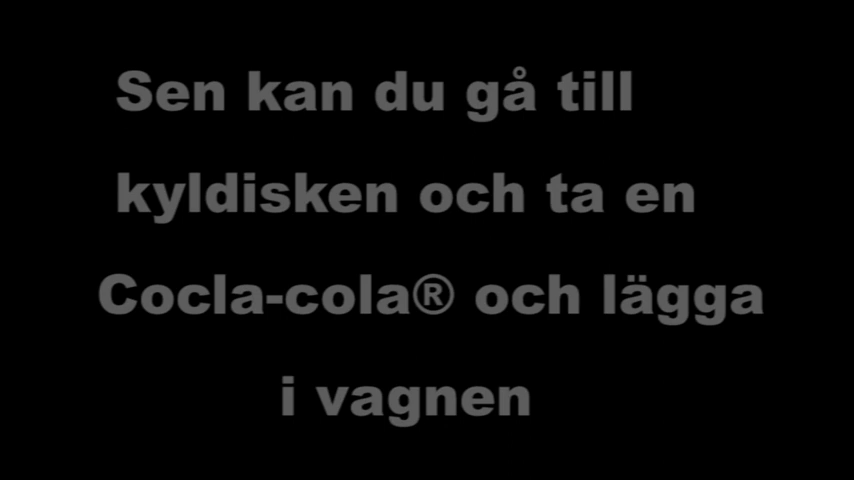 Sen kan du gå till
kyldisken och ta en
Cocla-cola® och lägga
i vagnen